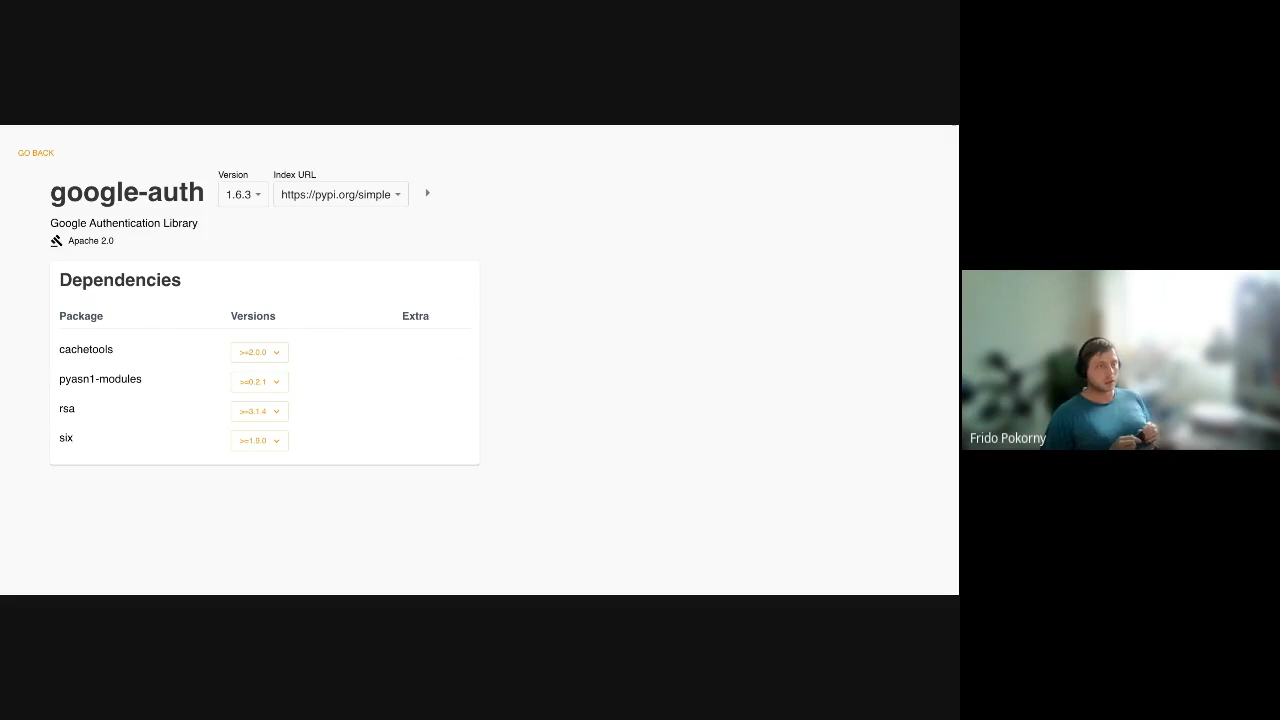 GO BACK
google-auth
Version
Index URL
1.6.3
https://pypi.org/simple
Google Authentication Library
Apache 2.0
Dependencies
Package Versions Extra
cachetools >=2.0.0
pyasn1-modules >=0.2.1
rsa >=3.1.4
six >=1.9.0
Frido Pokorny